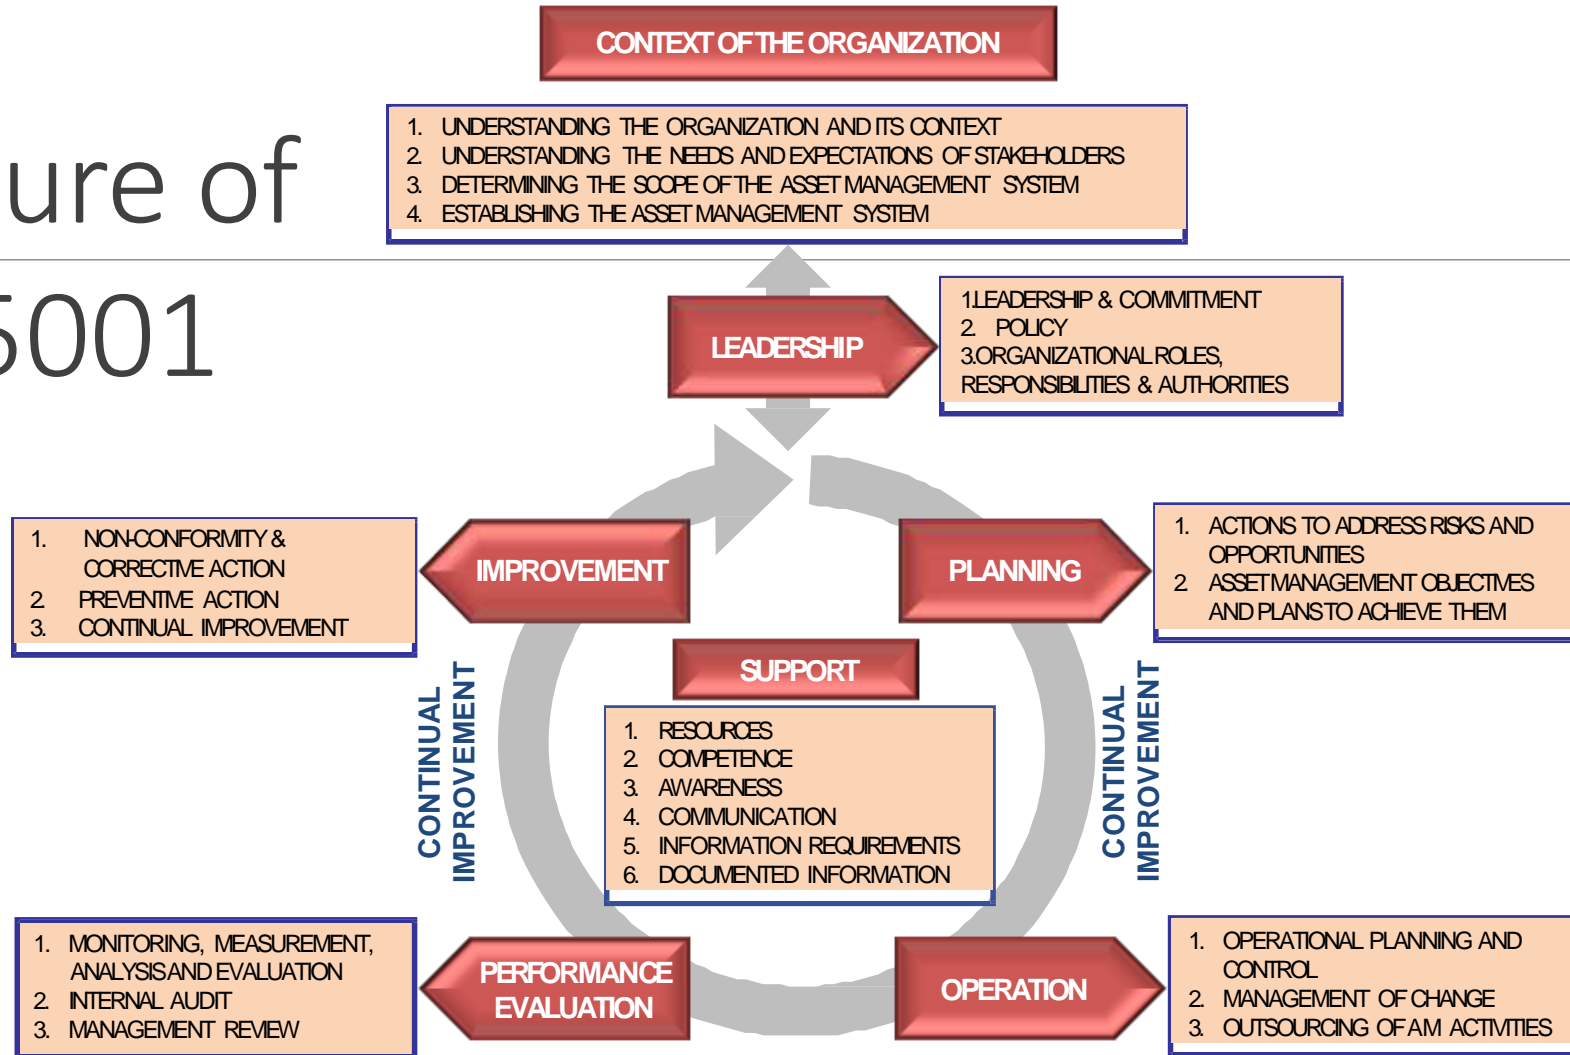 CONTEXT OF THE ORGANIZATION
ure of
5001
1. UNDERSTANDING THE ORGANIZATION AND ITS CONTEXT
2. UNDERSTANDING THE NEEDS AND EXPECTATIONS OF STAKEHOLDERS
3. DETERMINING THE SCOPE OF THE ASSET MANAGEMENT SYSTEM
4. ESTABLISHING THE ASSET MANAGEMENT SYSTEM
LEADERSHIP
1.LEADERSHIP & COMMITMENT
2. POLICY
3.ORGANIZATIONAL ROLES,
RESPONSIBILITIES & AUTHORITIES
IMPROVEMENT
1. NON-CONFORMITY &
CORRECTIVE ACTION
2. PREVENTIVE ACTION
3. CONTINUAL IMPROVEMENT
PLANNING
1. ACTIONS TO ADDRESS RISKS AND
OPPORTUNITIES
2. ASSET MANAGEMENT OBJECTIVES
AND PLANS TO ACHIEVE THEM
SUPPORT
1. RESOURCES
2. COMPETENCE
3. AWARENESS
4. COMMUNICATION
5. INFORMATION REQUIREMENTS
6. DOCUMENTED INFORMATION
CONTINUAL
IMPROVEMENT
CONTINUAL
IMPROVEMENT
1. MONITORING, MEASUREMENT,
ANALYSIS AND EVALUATION
2. INTERNAL AUDIT
3. MANAGEMENT REVIEW
PERFORMANCE
EVALUATION
OPERATION
1. OPERATIONAL PLANNING AND
CONTROL
2. MANAGEMENT OF CHANGE
3. OUTSOURCING OF AM ACTIVITIES